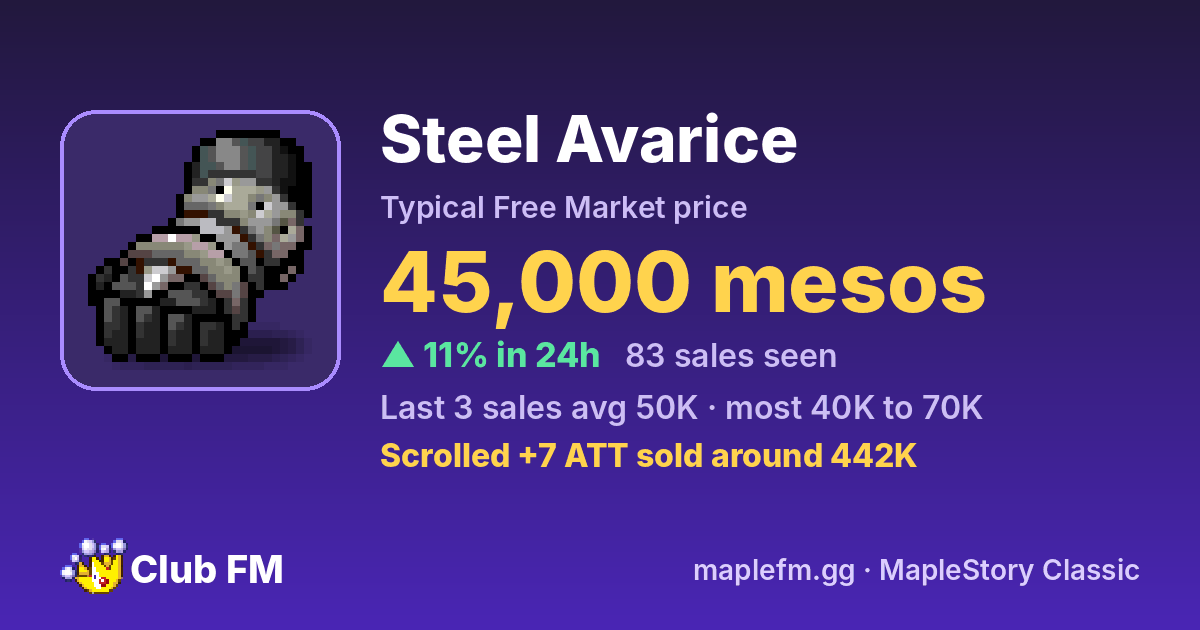 Steel Avarice
Typical Free Market price
45,000 mesos
▲ 11% in 24h 83 sales seen
Last 3 sales avg 50K · most 40K to 70K
Scrolled +7 ATT sold around 442K
Club FM
maplefm.gg · MapleStory Classic